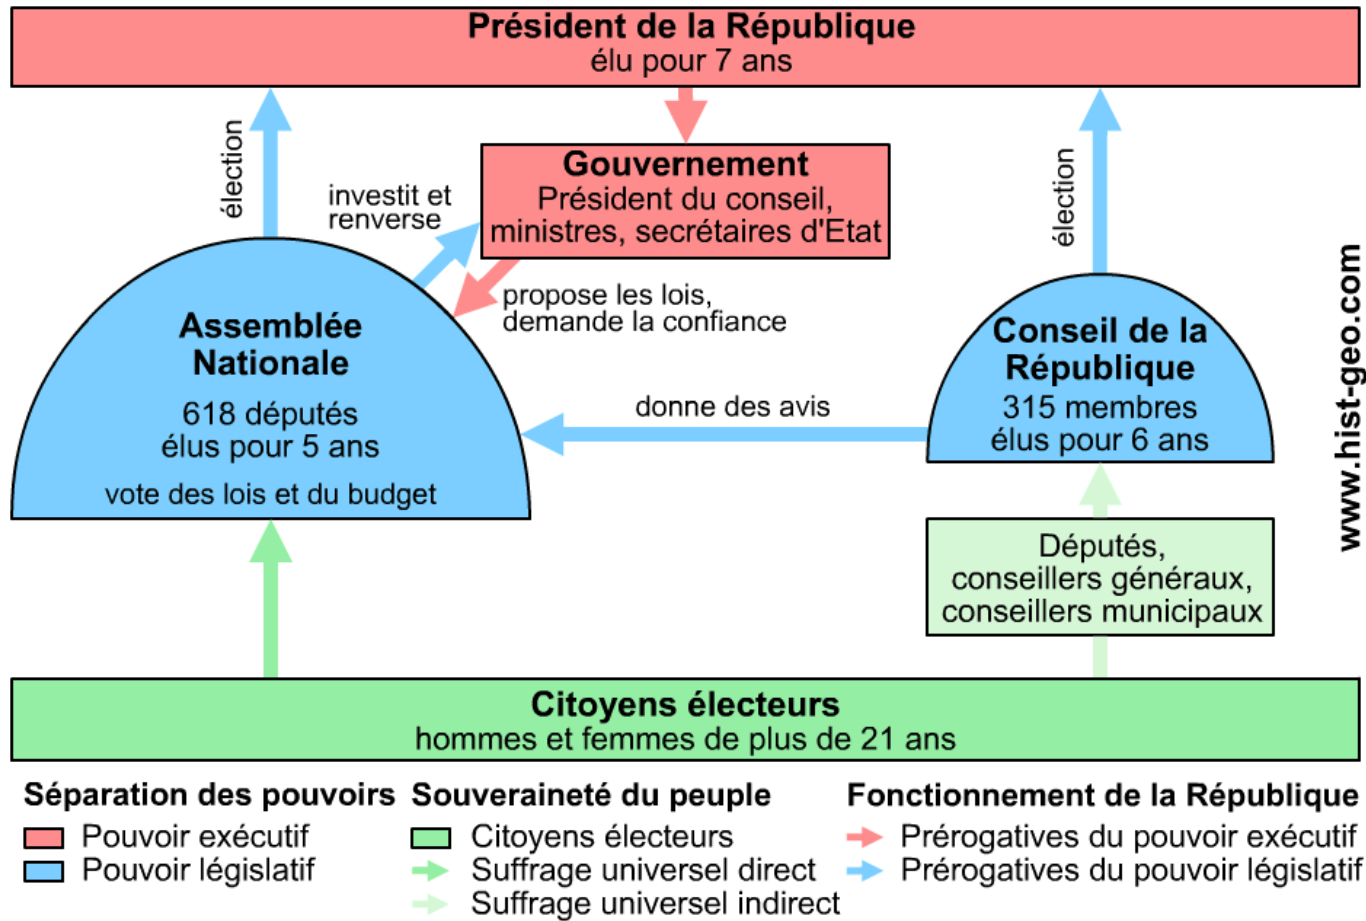 Président de la République
élu pour 7 ans
élection
investit et
renverse
Gouvernement
Président du conseil,
ministres, secrétaires d'Etat
élection
propose les lois,
demande la confiance
Assemblée
Nationale
618 députés
élus pour 5 ans
vote des lois et du budget
donne des avis
Conseil de la
République
315 membres
élus pour 6 ans
www.hist-geo.com
Députés,
conseillers généraux,
conseillers municipaux
Citoyens électeurs
hommes et femmes de plus de 21 ans
Séparation des pouvoirs
Pouvoir exécutif
Pouvoir législatif
Souveraineté du peuple
Citoyens électeurs
Suffrage universel direct
Suffrage universel indirect
Fonctionnement de la République
Prérogatives du pouvoir exécutif
Prérogatives du pouvoir législatif